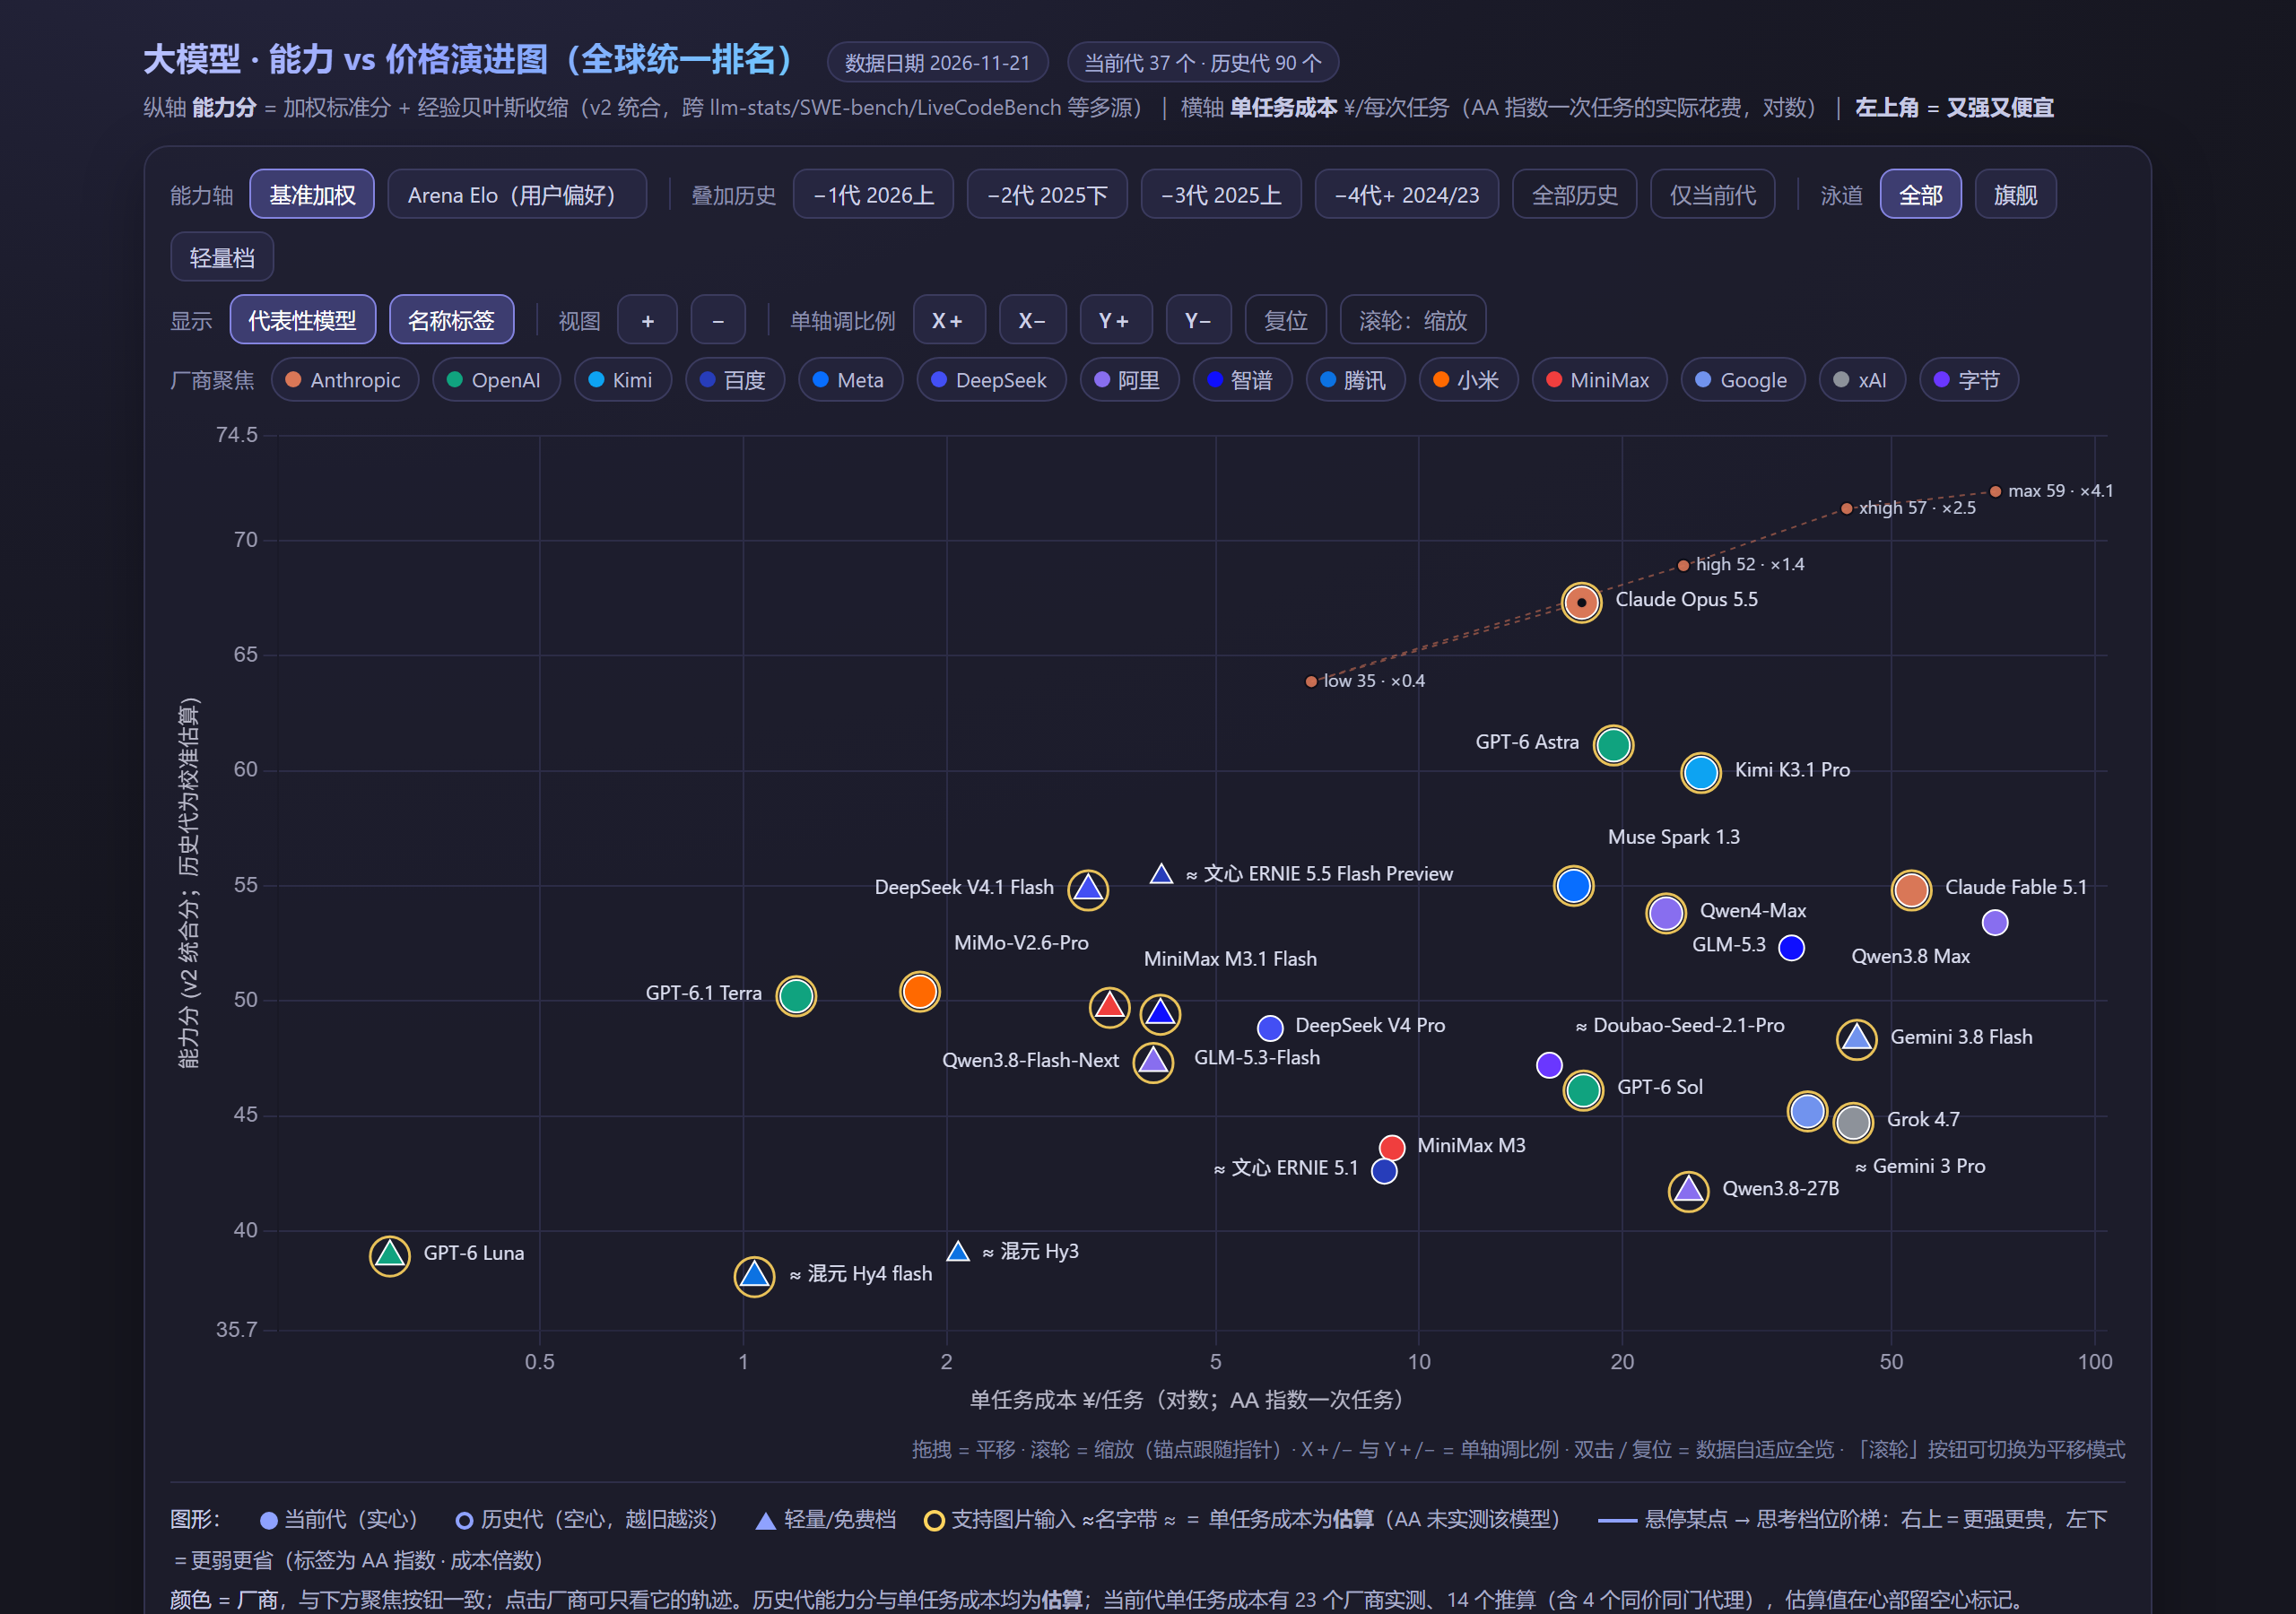 大模型 · 能力 vs 价格演进图（全球统一排名） 数据日期 2026-11-21 当前代 37 个 · 历史代 90 个
纵轴 能力分 = 加权标准分 + 经验贝叶斯收缩（v2 统合，跨 llm-stats/SWE-bench/LiveCodeBench 等多源） | 横轴 单任务成本 ¥/每次任务（AA 指数一次任务的实际花费，对数） | 左上角 = 又强又便宜
能力轴 基准加权 Arena Elo（用户偏好） 叠加历史 −1代 2026上 −2代 2025下 −3代 2025上 −4代+ 2024/23 全部历史 仅当前代 泳道 全部 旗舰
轻量档
显示 代表性模型 名称标签 视图 + − 单轴调比例 X+ X− Y+ Y− 复位 滚轮：缩放
厂商聚焦 Anthropic OpenAI Kimi 百度 Meta DeepSeek 阿里 智谱 腾讯 小米 MiniMax Google xAI 字节
74.5
max 59 · ×4.1
xhigh 57 · ×2.5
70
high 52 · ×1.4
Claude Opus 5.5
65
low 35 · ×0.4
GPT-6 Astra
60
Kimi K3.1 Pro
Muse Spark 1.3
≈ 文心 ERNIE 5.5 Flash Preview
55
DeepSeek V4.1 Flash
Claude Fable 5.1
Qwen4-Max
MiMo-V2.6-Pro
GLM-5.3
MiniMax M3.1 Flash
Qwen3.8 Max
GPT-6.1 Terra
50
DeepSeek V4 Pro
≈ Doubao-Seed-2.1-Pro
Gemini 3.8 Flash
Qwen3.8-Flash-Next
GLM-5.3-Flash
GPT-6 Sol
45
Grok 4.7
MiniMax M3
≈ 文心 ERNIE 5.1
≈ Gemini 3 Pro
Qwen3.8-27B
40
GPT-6 Luna
≈ 混元 Hy3
≈ 混元 Hy4 flash
35.7
能力分 (v2 统合分；历史代为校准估算)
0.5 1 2 5 10 20 50 100
单任务成本 ¥/任务（对数；AA 指数一次任务）
拖拽 = 平移 · 滚轮 = 缩放（锚点跟随指针）· X＋/− 与 Y＋/− = 单轴调比例 · 双击 / 复位 = 数据自适应全览 · 「滚轮」按钮可切换为平移模式
图形： 当前代（实心） 历史代（空心，越旧越淡） 轻量/免费档 支持图片输入 ≈名字带 ≈ = 单任务成本为估算（AA 未实测该模型） 悬停某点 → 思考档位阶梯：右上＝更强更贵，左下
＝更弱更省（标签为 AA 指数 · 成本倍数）
颜色 = 厂商，与下方聚焦按钮一致；点击厂商可只看它的轨迹。历史代能力分与单任务成本均为估算；当前代单任务成本有 23 个厂商实测、14 个推算（含 4 个同价同门代理），估算值在心部留空心标记。